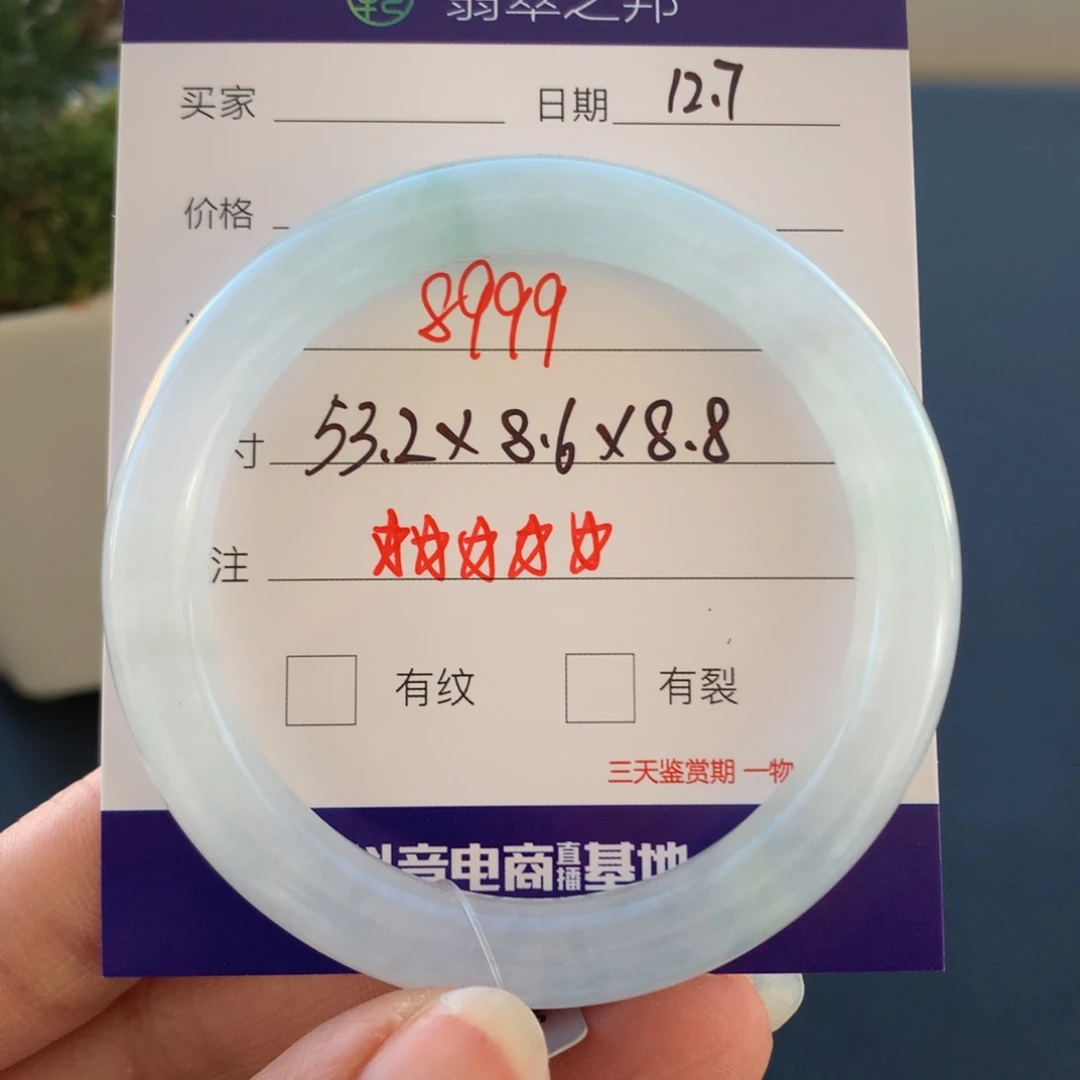 翡翠之邦
买家 日期 12.7
价格
8999
寸 53.2×8.6×8.8
注 ☆☆☆☆☆
有纹 有裂
三天鉴赏期 一物
抖音电商直播基地